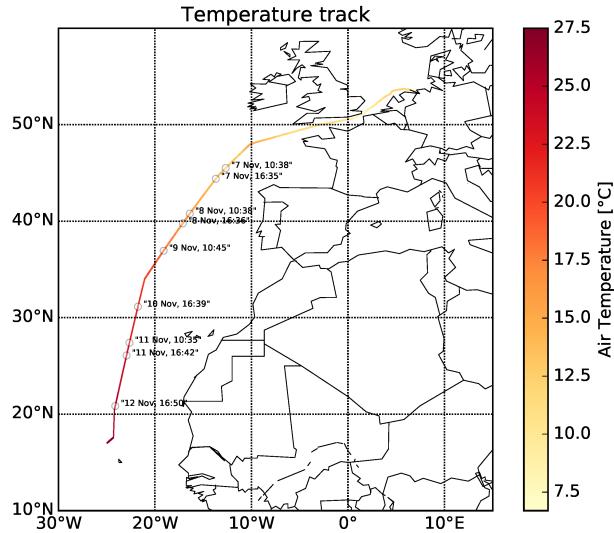 Temperature track
50°N
40°N
30°N
20°N
10°N
30°W
20°W
10°W
0°
10°E
"7 Nov, 10:38"
"7 Nov, 16:35"
"8 Nov, 10:38"
"8 Nov, 16:36"
"9 Nov, 10:45"
"10 Nov, 16:39"
"11 Nov, 10:35"
"11 Nov, 16:42"
"12 Nov, 16:50"
27.5
25.0
22.5
20.0
17.5
15.0
12.5
10.0
7.5
Air Temperature [°C]